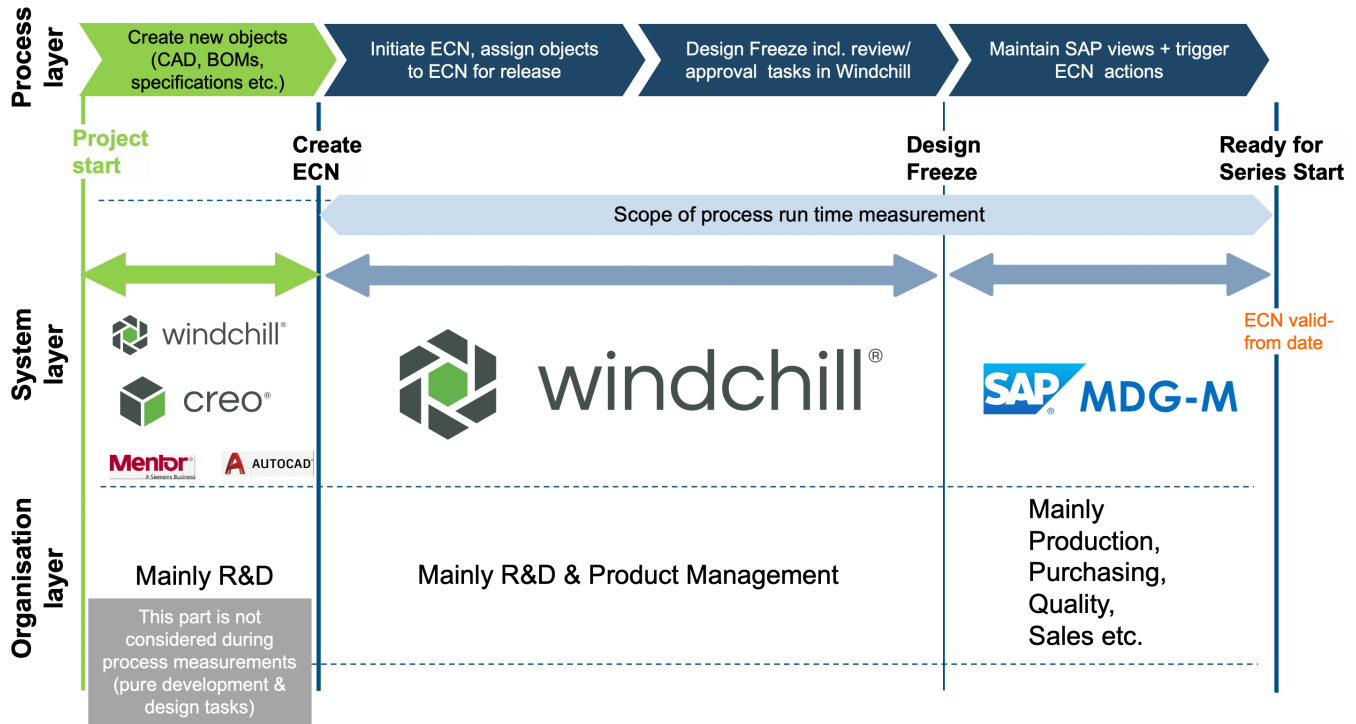 Process
layer
Create new objects
(CAD, BOMs,
specifications etc.)
Initiate ECN, assign objects
to ECN for release
Design Freeze incl. review/
approval tasks in Windchill
Maintain SAP views + trigger
ECN actions
Project
start
Create
ECN
Design
Freeze
Ready for
Series Start
Scope of process run time measurement
System
layer
windchill®
creo®
Mentor®
A Siemens Business
AUTOCAD®
windchill®
SAP®
MDG-M
ECN valid-
from date
Organisation
layer
Mainly R&D
This part is not
considered during
process measurements
(pure development &
design tasks)
Mainly R&D & Product Management
Mainly
Production,
Purchasing,
Quality,
Sales etc.